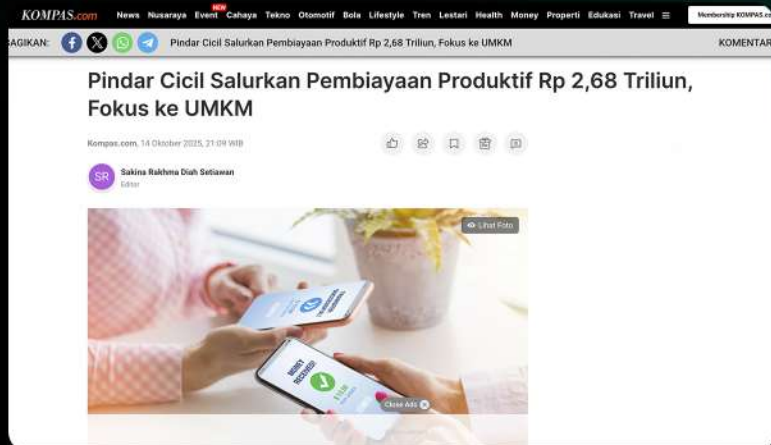 KOMPAS.com News Nusaraya Event NEW Cahaya Tekno Otomotif Bola Lifestyle Tren Lestari Health Money Properti Edukasi Travel Membership KOMPAS.co
AGIKAN: Pindar Cicil Salurkan Pembiayaan Produktif Rp 2,68 Triliun, Fokus ke UMKM KOMENTAR
Pindar Cicil Salurkan Pembiayaan Produktif Rp 2,68 Triliun,
Fokus ke UMKM
Kompas.com, 14 Oktober 2025, 21:09 WIB
SR
Sakina Rakhma Diah Setiawan
Editor
Lihat Foto
MONEY
RECEIVED!
Close Ads